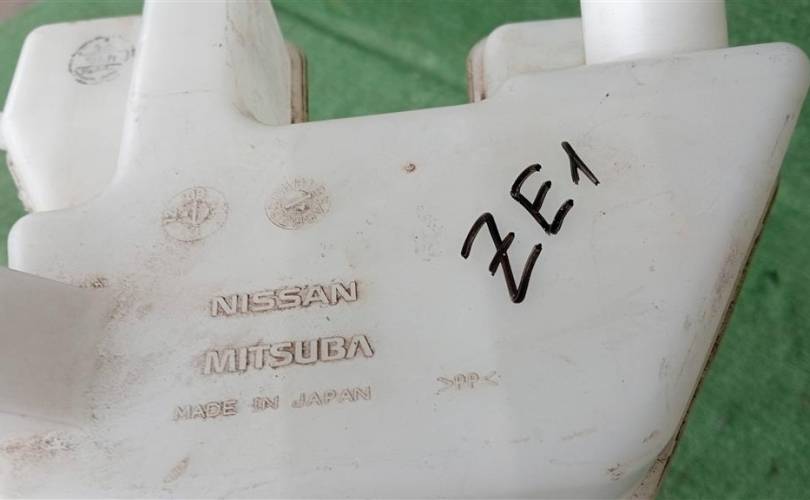 ZE1
NISSAN
MITSUBA
MADE IN JAPAN
>PP<